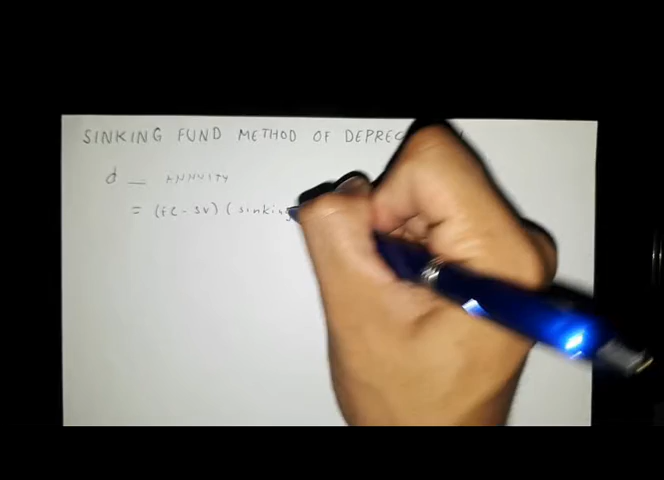 SINKING FUND METHOD OF DEPREC
d = ANNUITY
= (FC - SV) ( sinking